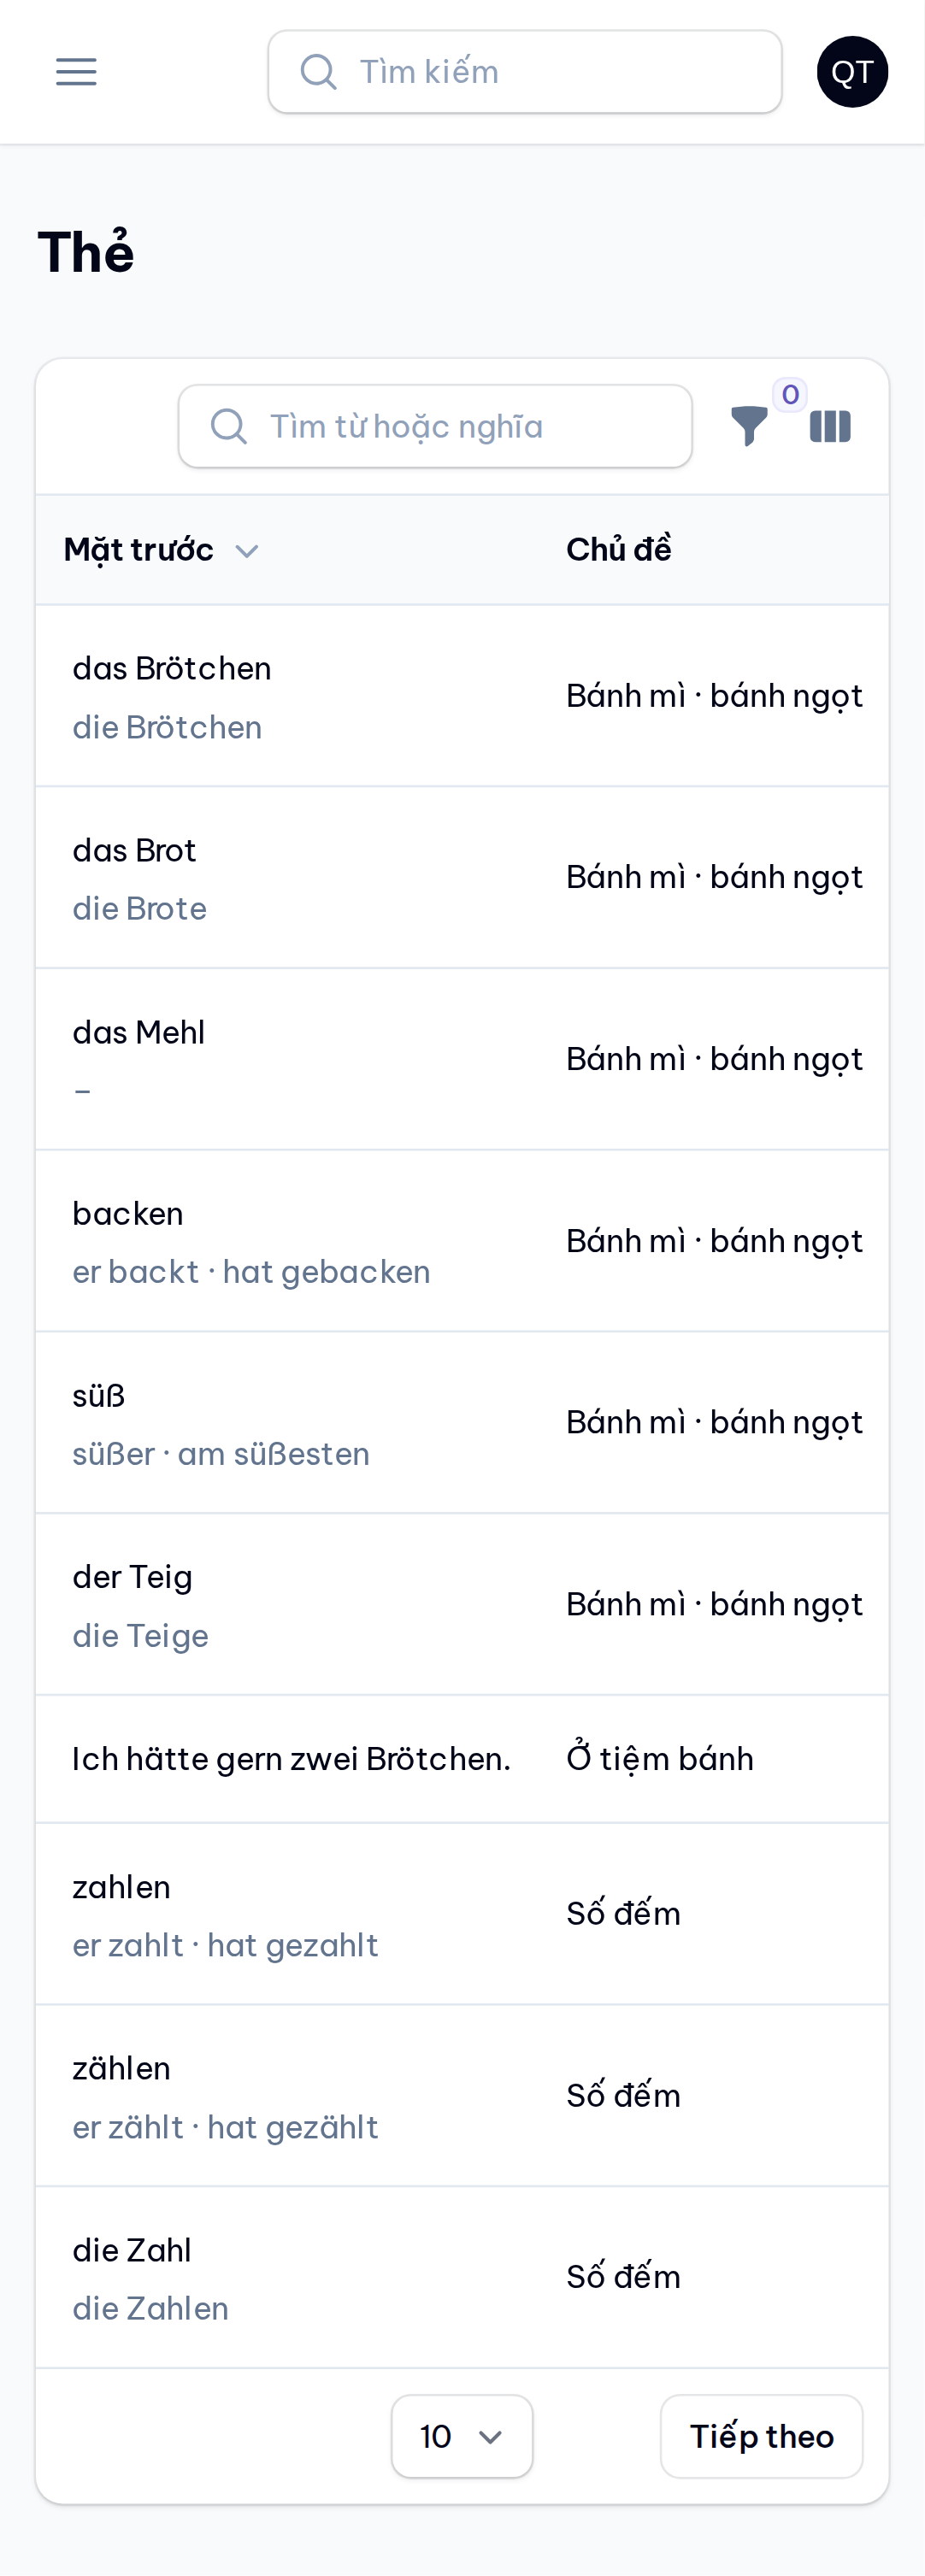 Tìm kiếm
QT
Thẻ
Tìm từ hoặc nghĩa
0
Mặt trước
Chủ đề
das Brötchen
die Brötchen
Bánh mì · bánh ngọt
das Brot
die Brote
Bánh mì · bánh ngọt
das Mehl
–
Bánh mì · bánh ngọt
backen
er backt · hat gebacken
Bánh mì · bánh ngọt
süß
süßer · am süßesten
Bánh mì · bánh ngọt
der Teig
die Teige
Bánh mì · bánh ngọt
Ich hätte gern zwei Brötchen.
Ở tiệm bánh
zahlen
er zahlt · hat gezahlt
Số đếm
zählen
er zählt · hat gezählt
Số đếm
die Zahl
die Zahlen
Số đếm
10
Tiếp theo